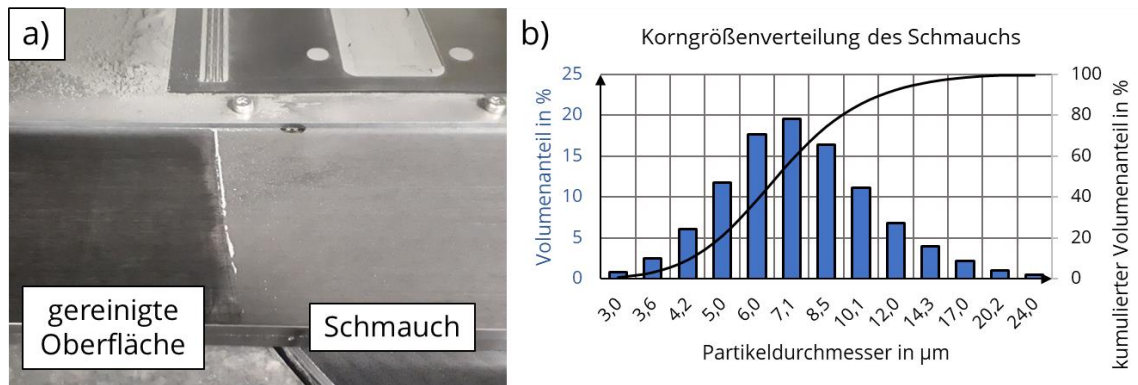 a)
gereinigte
Oberfläche
Schmauch
b)
Korngrößenverteilung des Schmauchs
Volumenanteil in %
25
20
15
10
5
0
100
80
60
40
20
0
kumulierter Volumenanteil in %
3,0
3,6
4,2
5,0
6,0
7,1
8,5
10,1
12,0
14,3
17,0
20,2
24,0
Partikeldurchmesser in µm